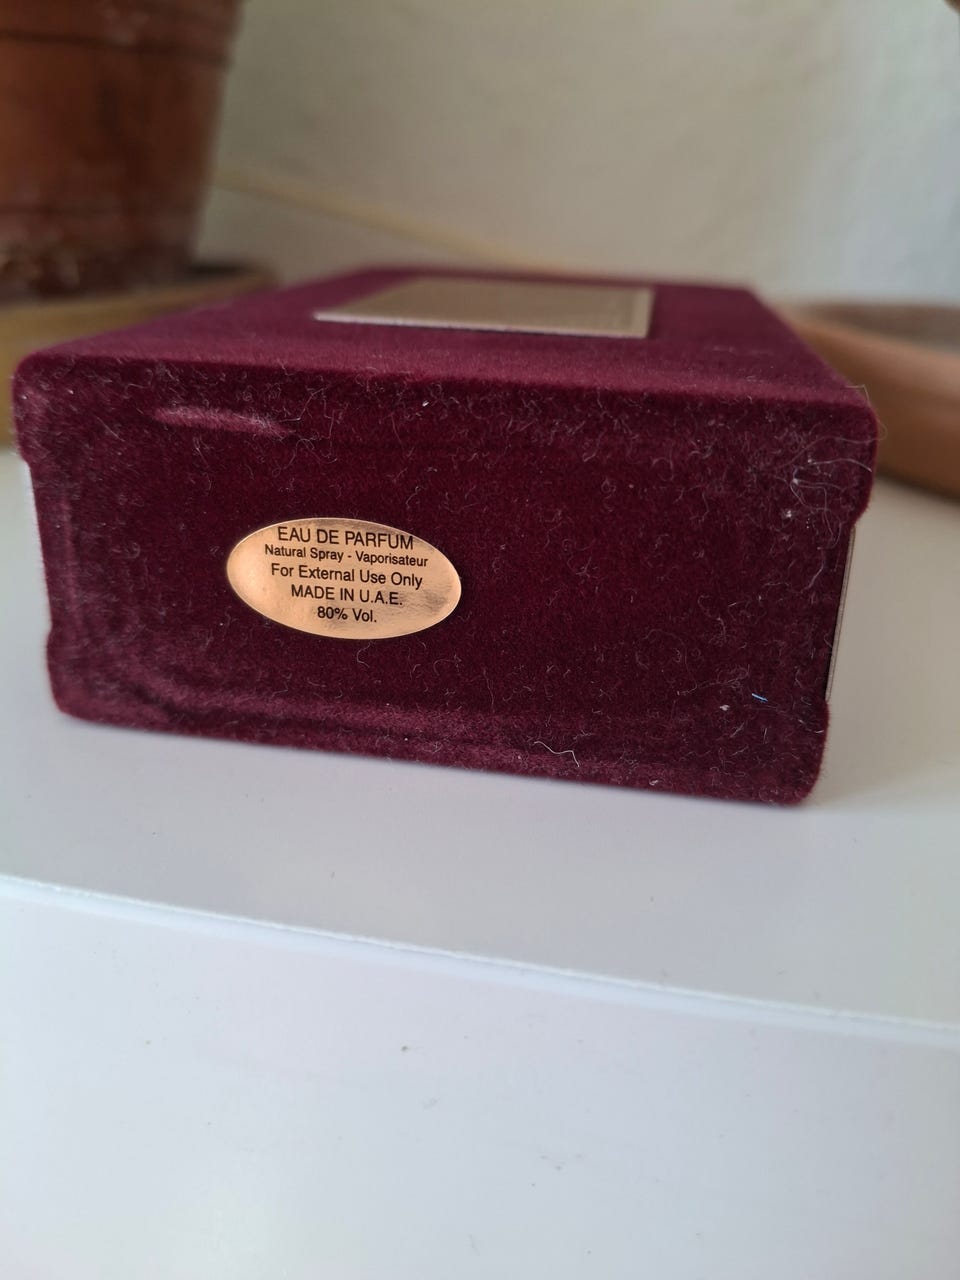 EAU DE PARFUM
Natural Spray - Vaporisateur
For External Use Only
MADE IN U.A.E.
80% Vol.